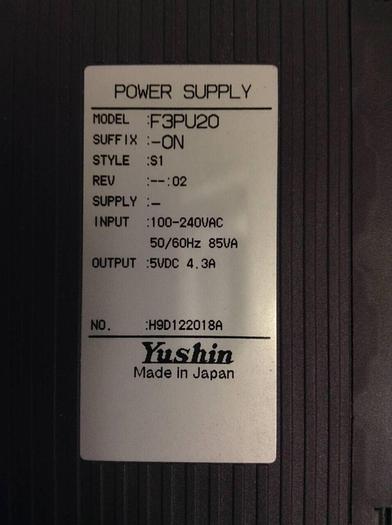 POWER SUPPLY
MODEL :F3PU20
SUFFIX :-0N
STYLE :S1
REV :--:02
SUPPLY :-
INPUT :100-240VAC
50/60Hz 85VA
OUTPUT :5VDC 4.3A
NO. :H9D122018A
Yushin
Made in Japan